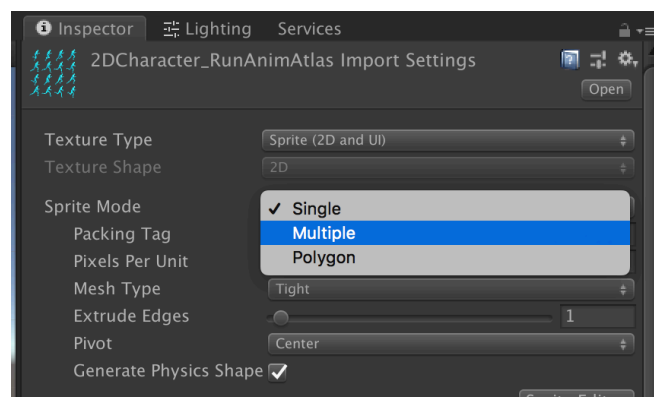 Inspector Lighting Services
2DCharacter_RunAnimAtlas Import Settings
Open
Texture Type Sprite (2D and UI)
Texture Shape 2D
Sprite Mode Single
Packing Tag Multiple
Pixels Per Unit Polygon
Mesh Type Tight
Extrude Edges 1
Pivot Center
Generate Physics Shape